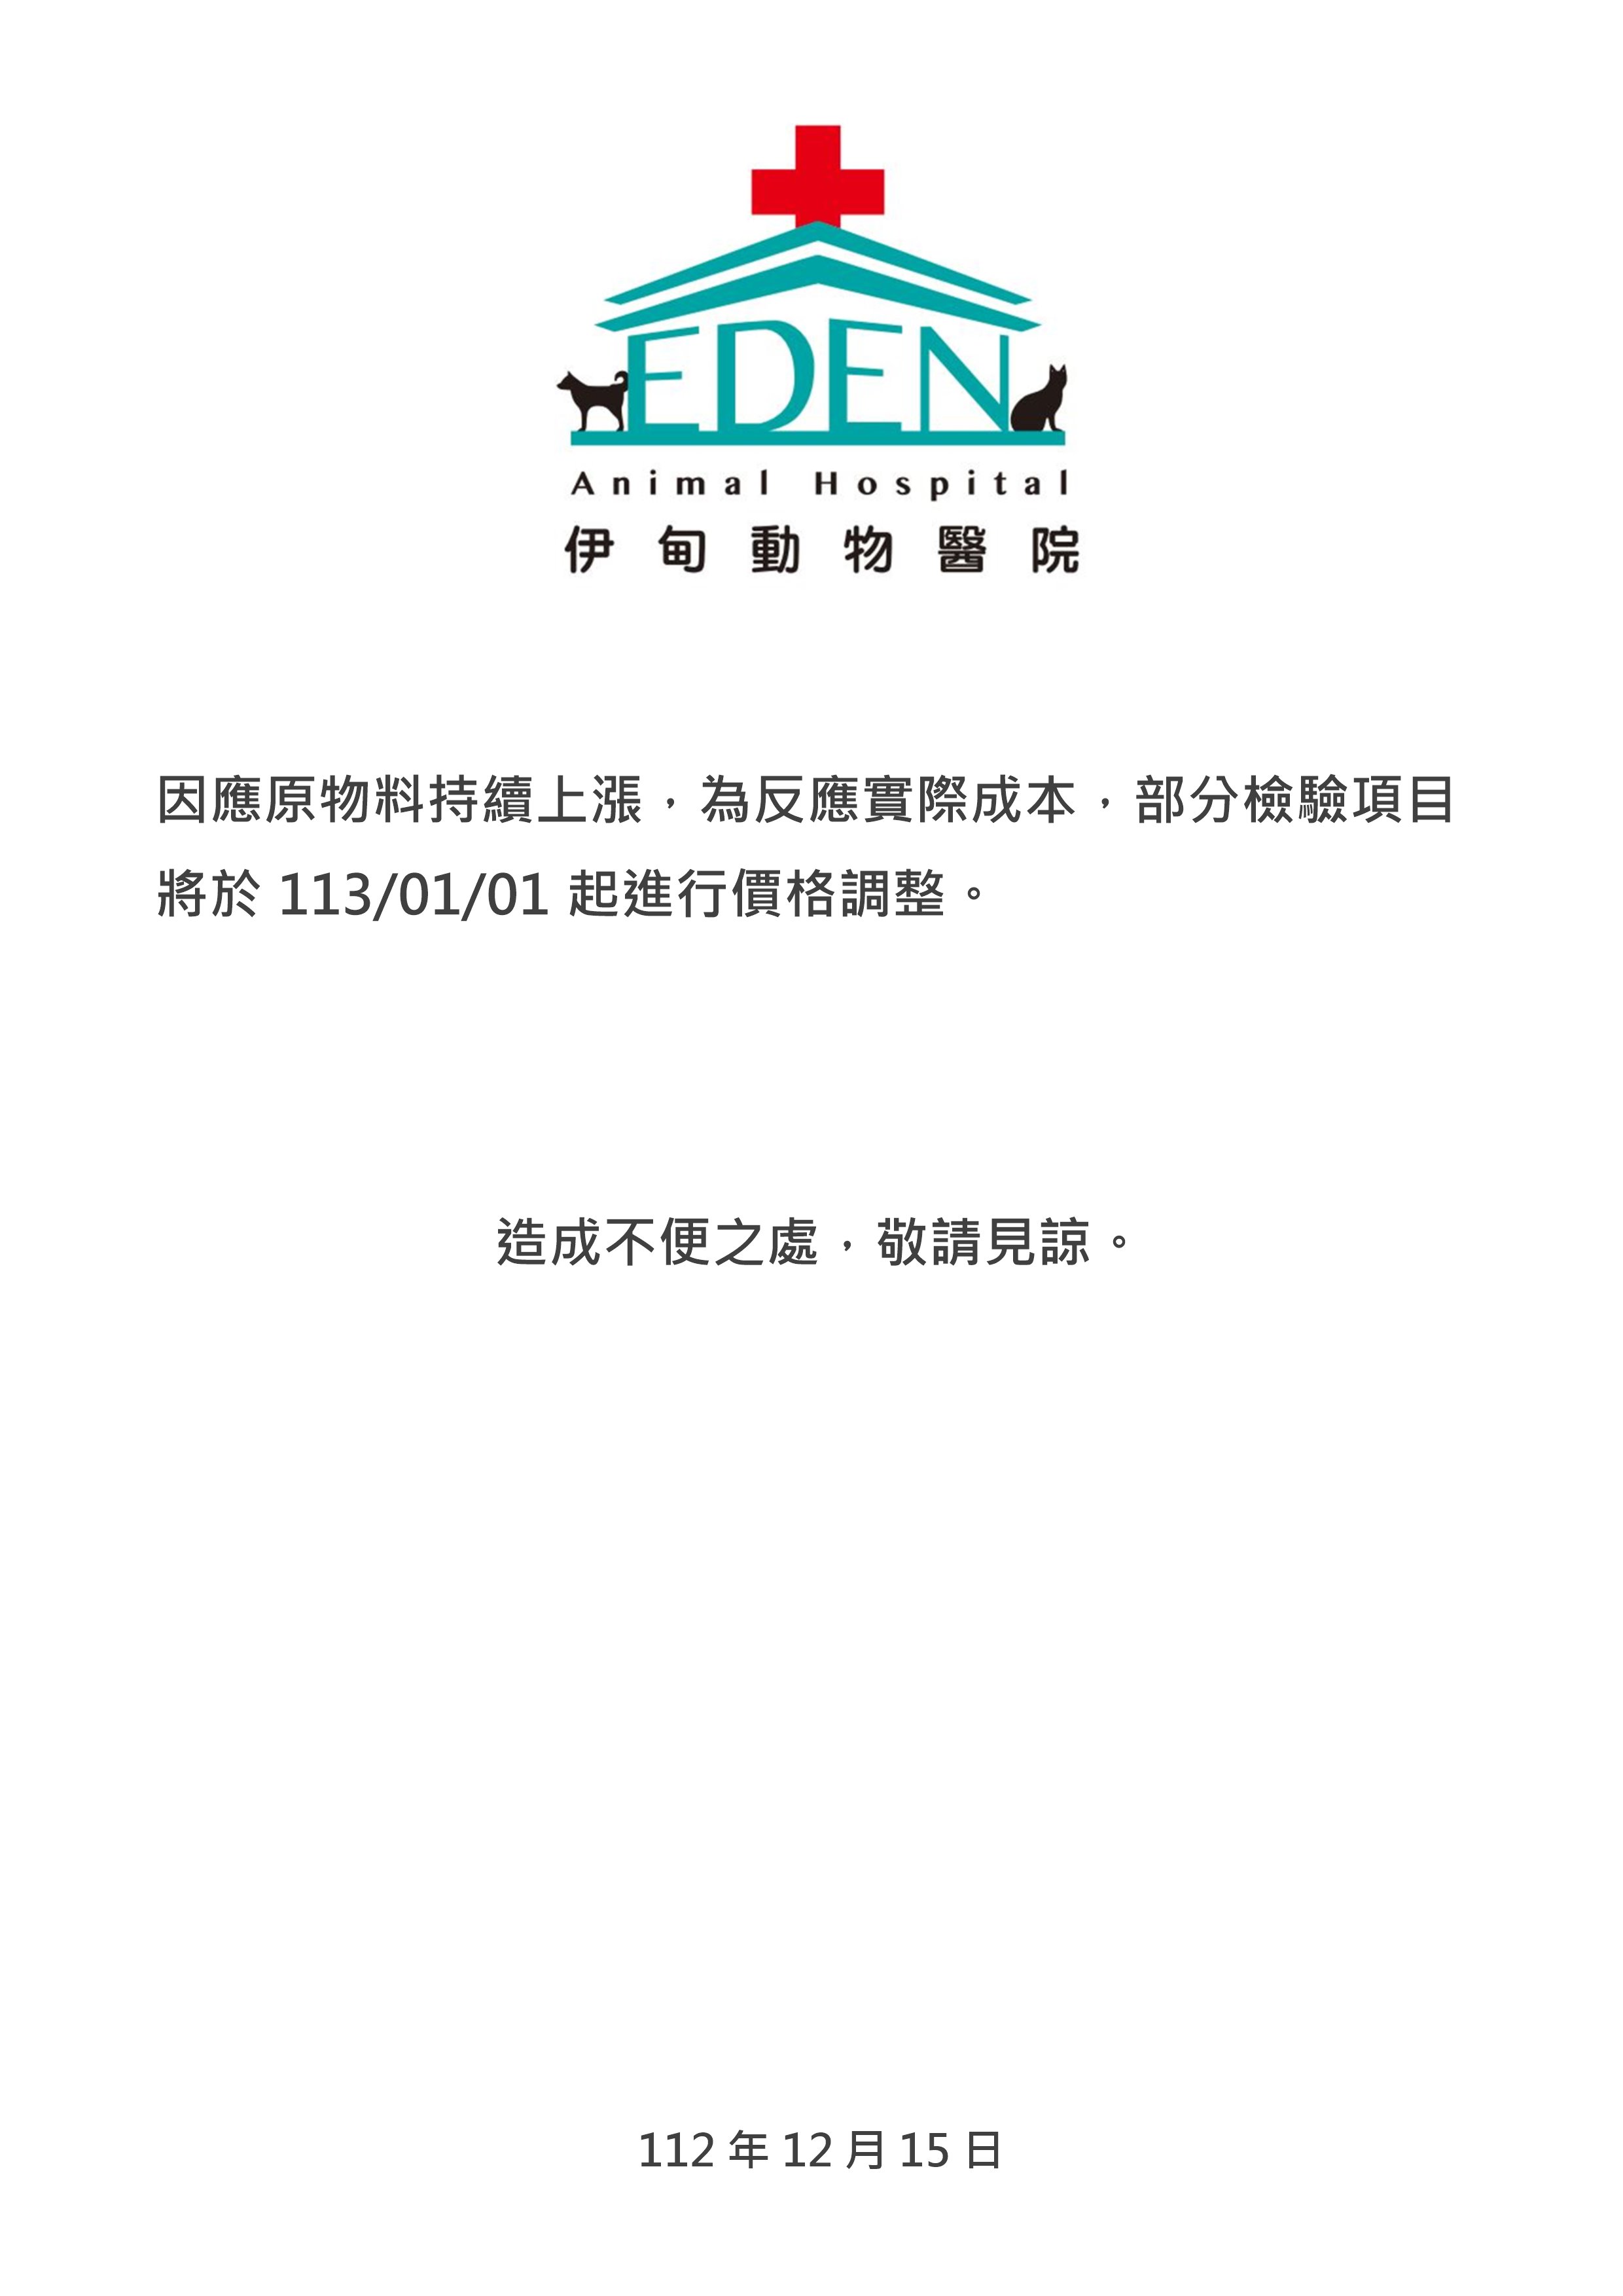 EDEN
Animal Hospital
伊甸動物醫院
因應原物料持續上漲，為反應實際成本，部分檢驗項目
將於 113/01/01 起進行價格調整。
造成不便之處，敬請見諒。
112 年 12 月 15 日